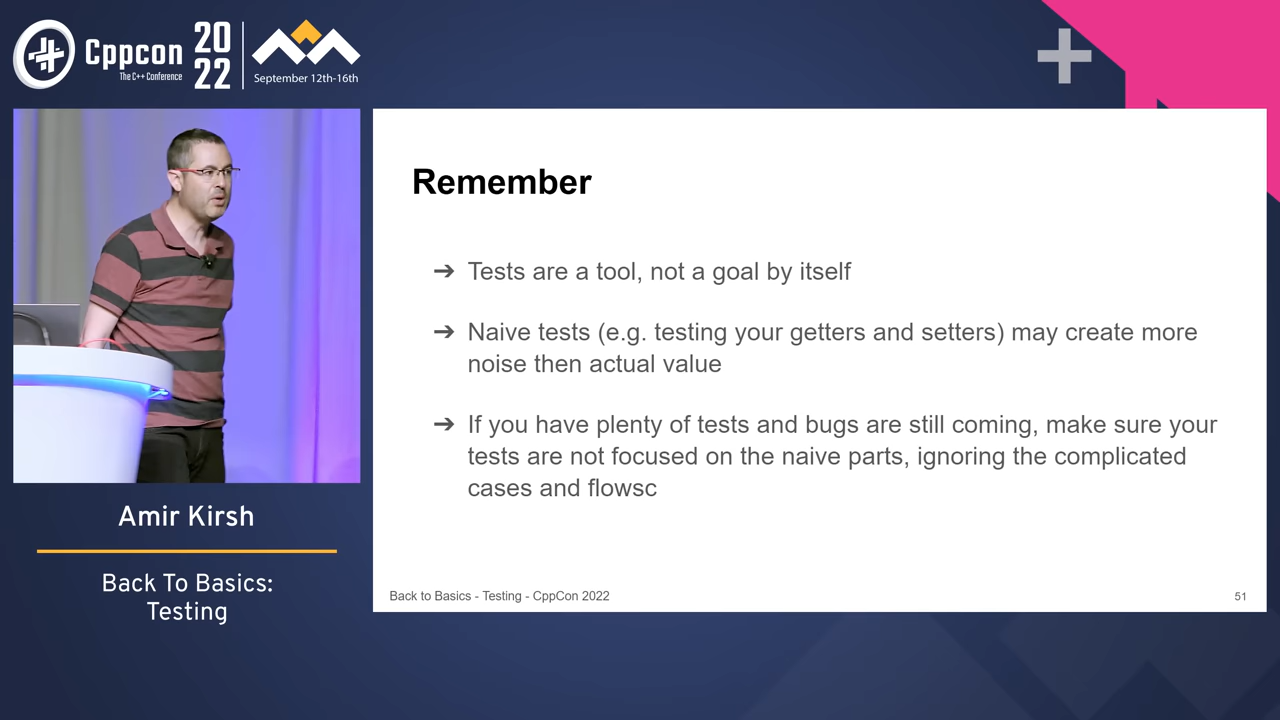 Cppcon
The C++ Conference
20
22
September 12th-16th
Remember
➔ Tests are a tool, not a goal by itself
➔ Naive tests (e.g. testing your getters and setters) may create more
noise then actual value
➔ If you have plenty of tests and bugs are still coming, make sure your
tests are not focused on the naive parts, ignoring the complicated
cases and flowsc
Back to Basics - Testing - CppCon 2022
51
Amir Kirsh
Back To Basics:
Testing